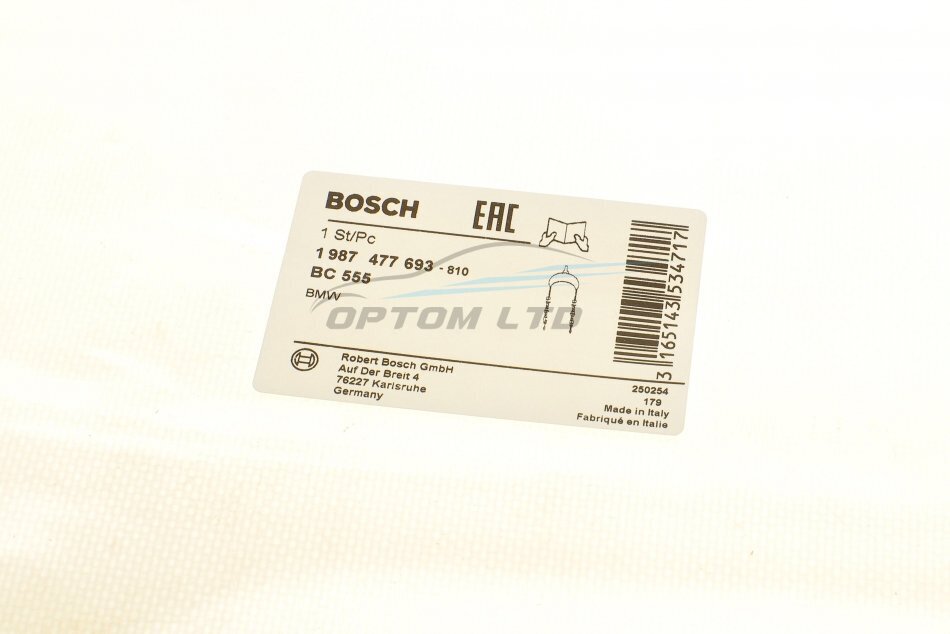 BOSCH
EAC
1 St/Pc
1 987 477 693 - 810
BC 555
BMW
OPTOM LTD
3 165143 534717
Robert Bosch GmbH
Auf Der Breit 4
76227 Karlsruhe
Germany
250254
179
Made in Italy
Fabriqué en Italie